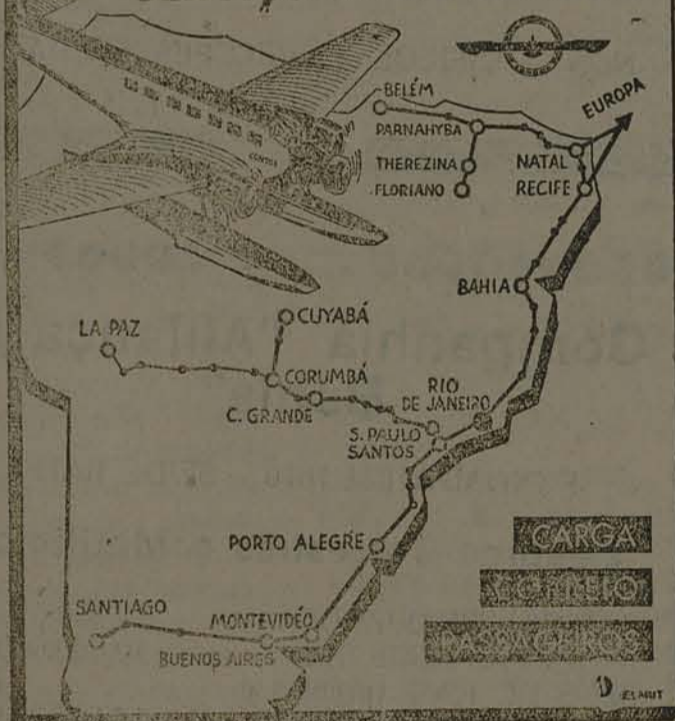 CONDOR
BELÉM
EUROPA
PARNAHYBA
THEREZINA
NATAL
FLORIANO
RECIFE
BAHIA
CUYABÁ
LA PAZ
CORUMBÁ
C. GRANDE
RIO
DE JANEIRO
S. PAULO
SANTOS
PORTO ALEGRE
CARGA
CORREIO
SANTIAGO
MONTEVIDÉO
PASSAGEIROS
BUENOS AIRES